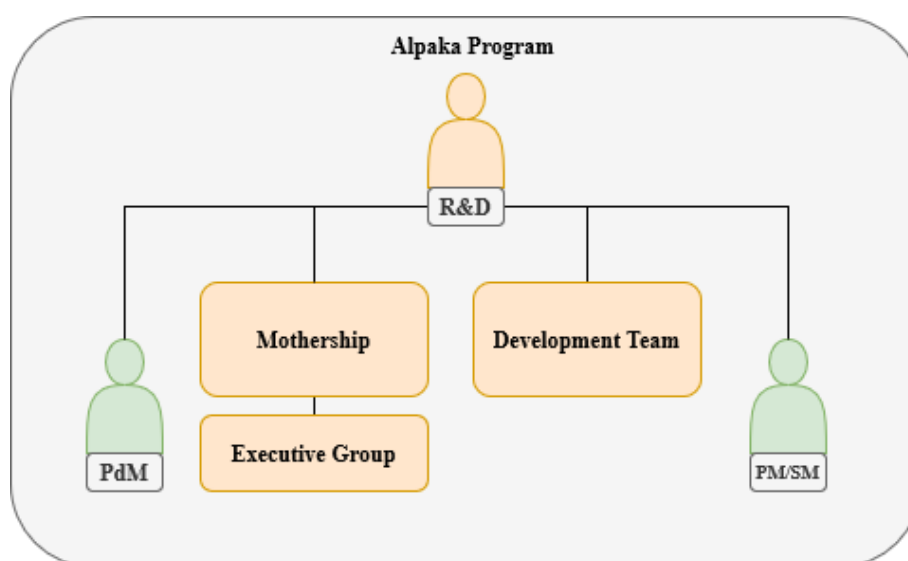 Alpaka Program
R&D
Mothership
Development Team
Executive Group
PdM
PM/SM